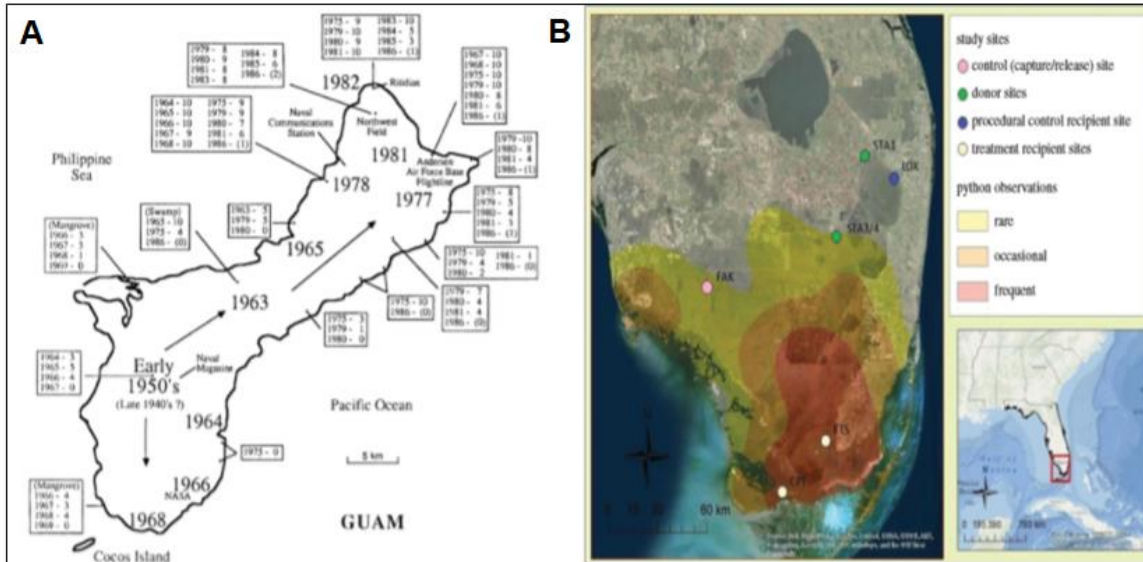 A
1979 - 8
1980 - 9
1981 - 8
1983 - 8
1984 - 8
1985 - 6
1986 - (2)
1975 - 9
1979 - 10
1980 - 9
1981 - 10
1983 - 10
1984 - 5
1985 - 3
1986 - (1)
1967 - 10
1968 - 10
1975 - 10
1979 - 10
1980 - 8
1981 - 6
1986 - (1)
1982
Ritidian
1964 - 10
1965 - 10
1966 - 10
1967 - 9
1968 - 10
1975 - 9
1979 - 9
1980 - 7
1981 - 6
1986 - (1)
Naval
Communications
Station
Northwest
Field
1981
Andersen
Air Force Base
Flightline
1979 - 10
1980 - 8
1981 - 4
1986 - (1)
Philippine
Sea
1978
1977
(Mangrove)
1966 - 3
1967 - 3
1968 - 1
1969 - 0
(Swamp)
1965 - 10
1975 - 4
1986 - (0)
1963 - 5
1979 - 5
1980 - 0
1975 - 8
1979 - 5
1980 - 4
1981 - 3
1986 - (1)
1965
1963
1975 - 10
1979 - 4
1980 - 2
1981 - 1
1986 - (0)
1975 - 10
1986 - (0)
1979 - 7
1980 - 4
1981 - 4
1986 - (0)
1975 - 3
1979 - 1
1980 - 0
1964 - 3
1965 - 5
1966 - 4
1967 - 0
Early
1950's
(Late 1940's ?)
Naval
Magazine
1964
Pacific Ocean
1975 - 0
5 km
1966
NASA
(Mangrove)
1966 - 4
1967 - 3
1968 - 4
1969 - 0
1968
GUAM
Cocos Island
B
STA1
LOX
STA3/4
FAK
N
60 km
study sites
control (capture/release) site
donor sites
procedural control recipient site
treatment recipient sites
python observations
rare
occasional
frequent
Gulf of